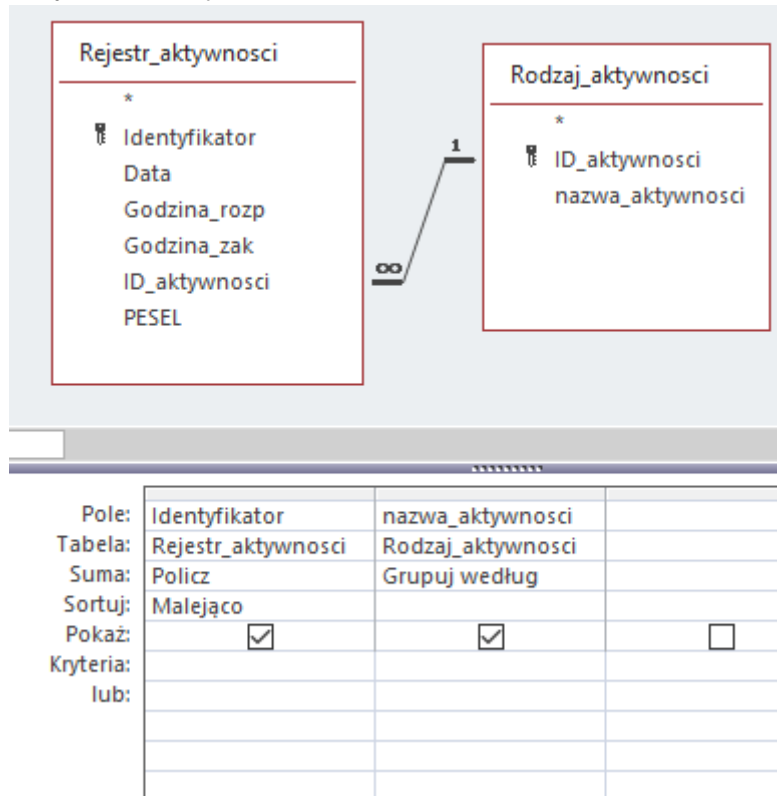 Rejestr_aktywnosci
*
Identyfikator
Data
Godzina_rozp
Godzina_zak
ID_aktywnosci
PESEL
1
∞
Rodzaj_aktywnosci
*
ID_aktywnosci
nazwa_aktywnosci
Pole: Identyfikator nazwa_aktywnosci
Tabela: Rejestr_aktywnosci Rodzaj_aktywnosci
Suma: Policz Grupuj według
Sortuj: Malejąco
Pokaż:
Kryteria:
lub: